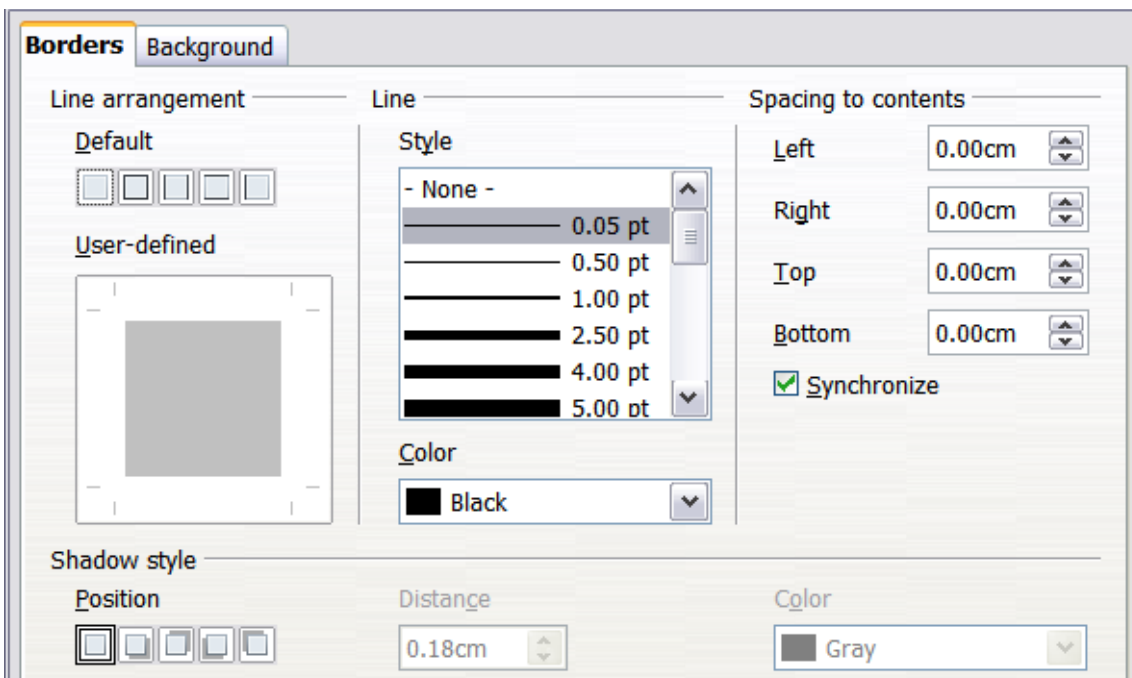 Borders Background
Line arrangement
Default
User-defined
Line
Style
- None -
0.05 pt
0.50 pt
1.00 pt
2.50 pt
4.00 pt
5.00 pt
Color
Black
Spacing to contents
Left 0.00cm
Right 0.00cm
Top 0.00cm
Bottom 0.00cm
Synchronize
Shadow style
Position
Distance
0.18cm
Color
Gray